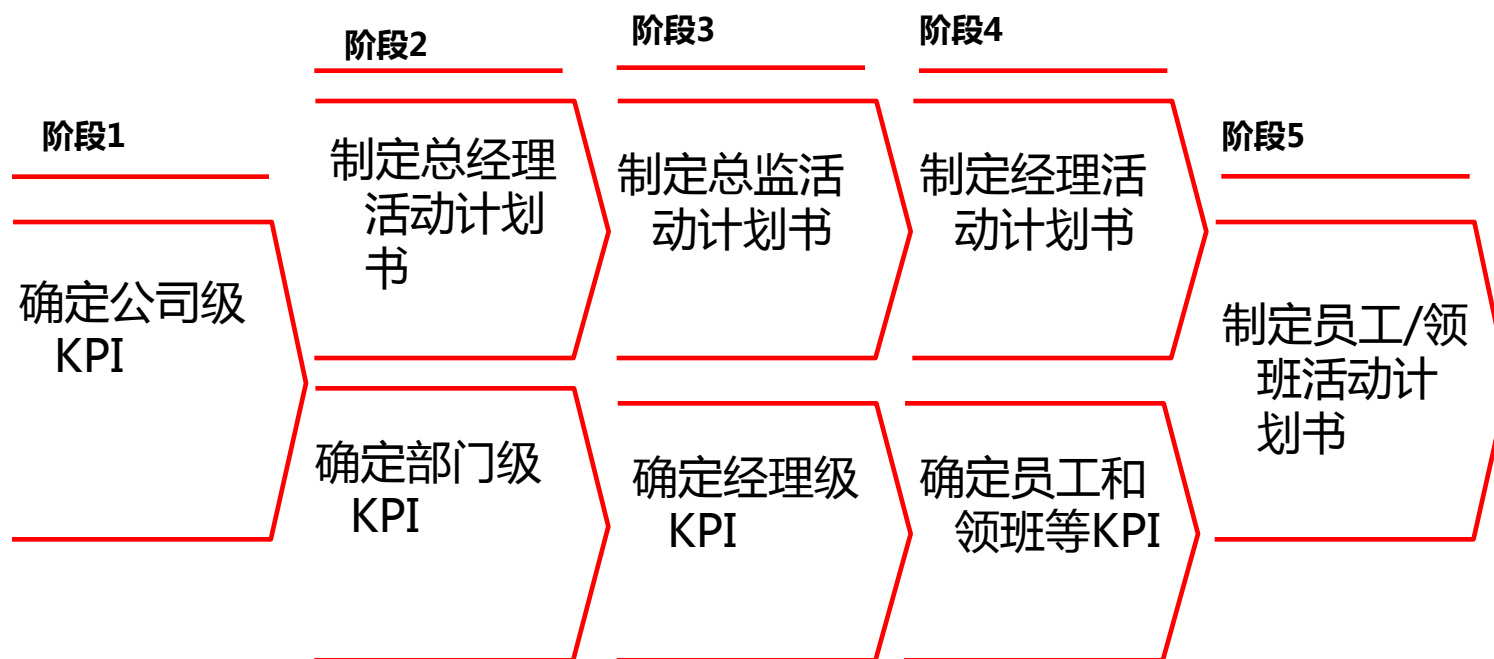 阶段1
确定公司级
KPI
阶段2
制定总经理
活动计划
书
确定部门级
KPI
阶段3
制定总监活
动计划书
确定经理级
KPI
阶段4
制定经理活
动计划书
确定员工和
领班等KPI
阶段5
制定员工/领
班活动计
划书